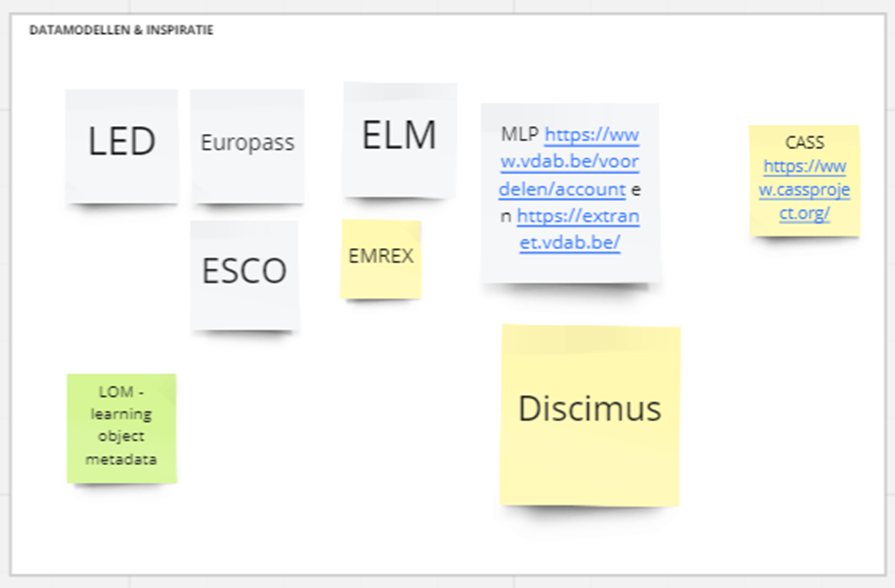 DATAMODELLEN & INSPIRATIE
LED
Europass
ELM
MLP https://ww
w.vdab.be/voor
delen/account e
n https://extran
et.vdab.be/
CASS
https://ww
w.cassproje
ct.org/
ESCO
EMREX
LOM -
learning
object
metadata
Discimus